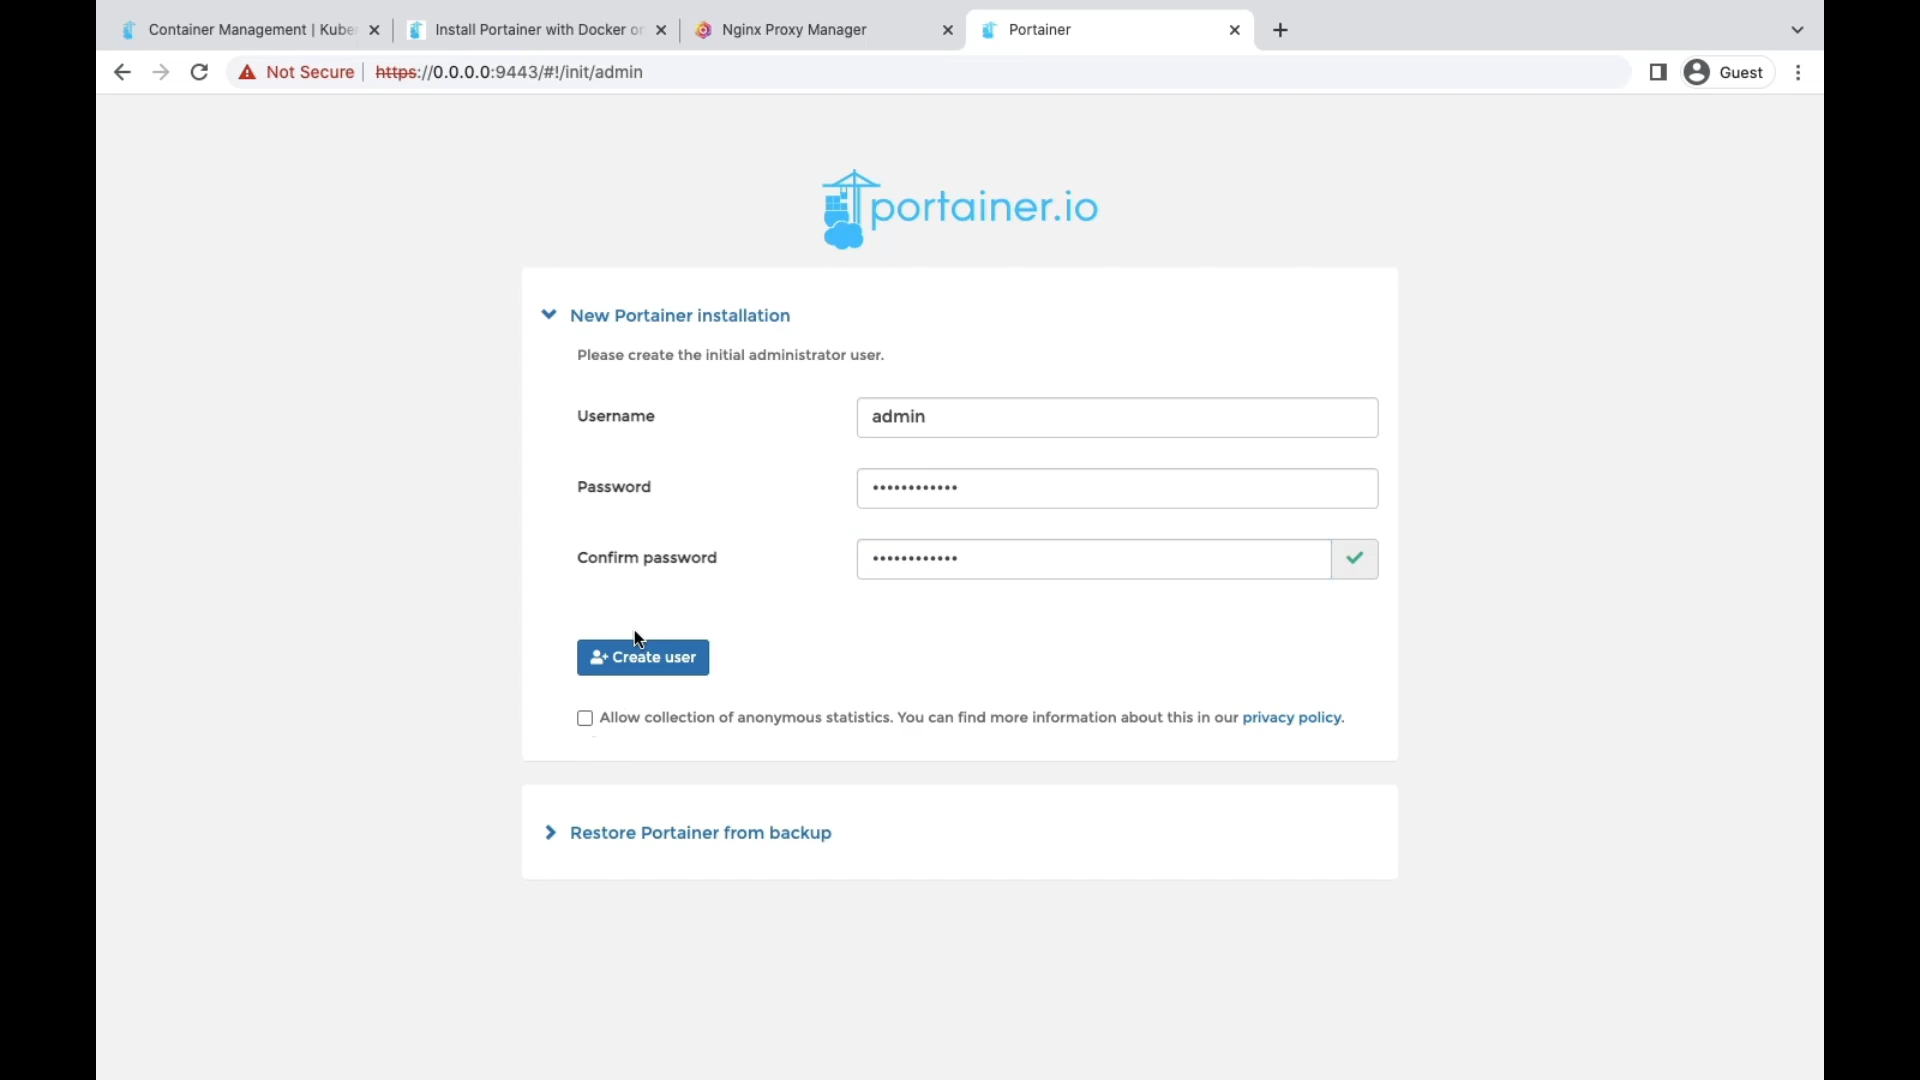 Container Management | Kube
Install Portainer with Docker on
Nginx Proxy Manager
Portainer
Not Secure
https://0.0.0.0:9443/#!/init/admin
Guest
portainer.io
New Portainer installation
Please create the initial administrator user.
Username
admin
Password
••••••••••••
Confirm password
••••••••••••
Create user
Allow collection of anonymous statistics. You can find more information about this in our privacy policy.
Restore Portainer from backup